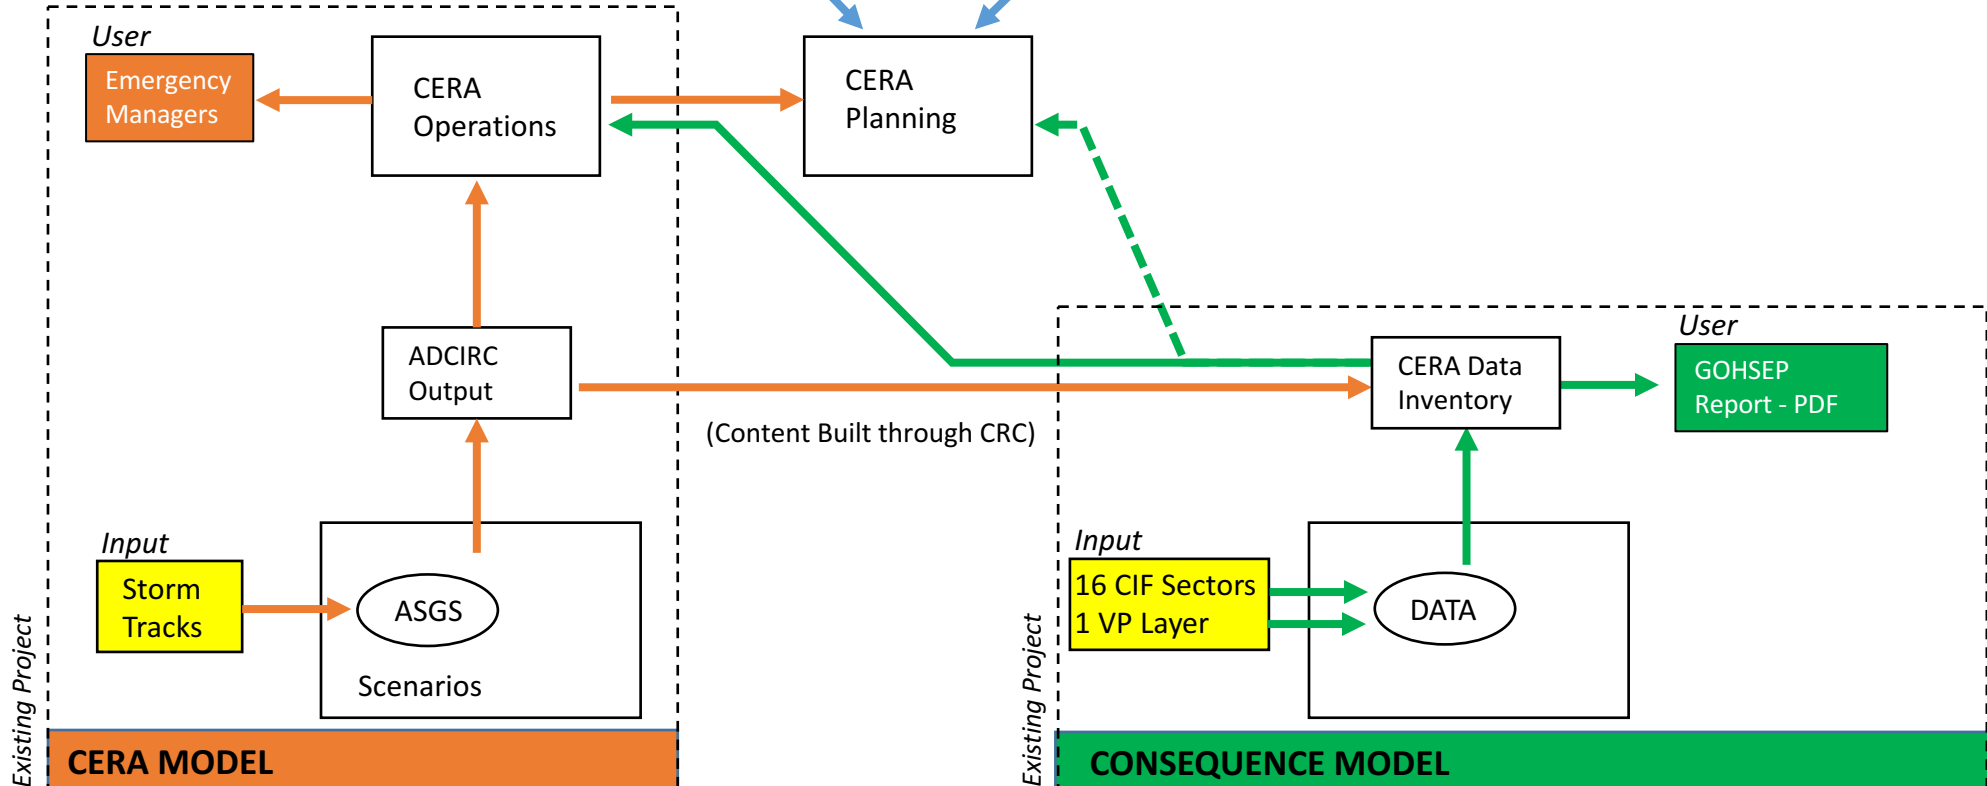 User
Emergency
Managers
CERA
Operations
CERA
Planning
ADCIRC
Output
(Content Built through CRC)
Input
Storm
Tracks
ASGS
Scenarios
Existing Project
CERA MODEL
User
CERA Data
Inventory
GOHSEP
Report - PDF
Input
16 CIF Sectors
1 VP Layer
DATA
Existing Project
CONSEQUENCE MODEL